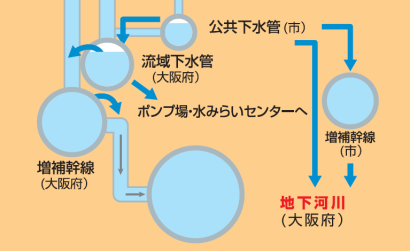 公共下水管(市)
流域下水管
(大阪府)
ポンプ場・水みらいセンターへ
増補幹線
(市)
増補幹線
(大阪府)
地下河川
(大阪府)